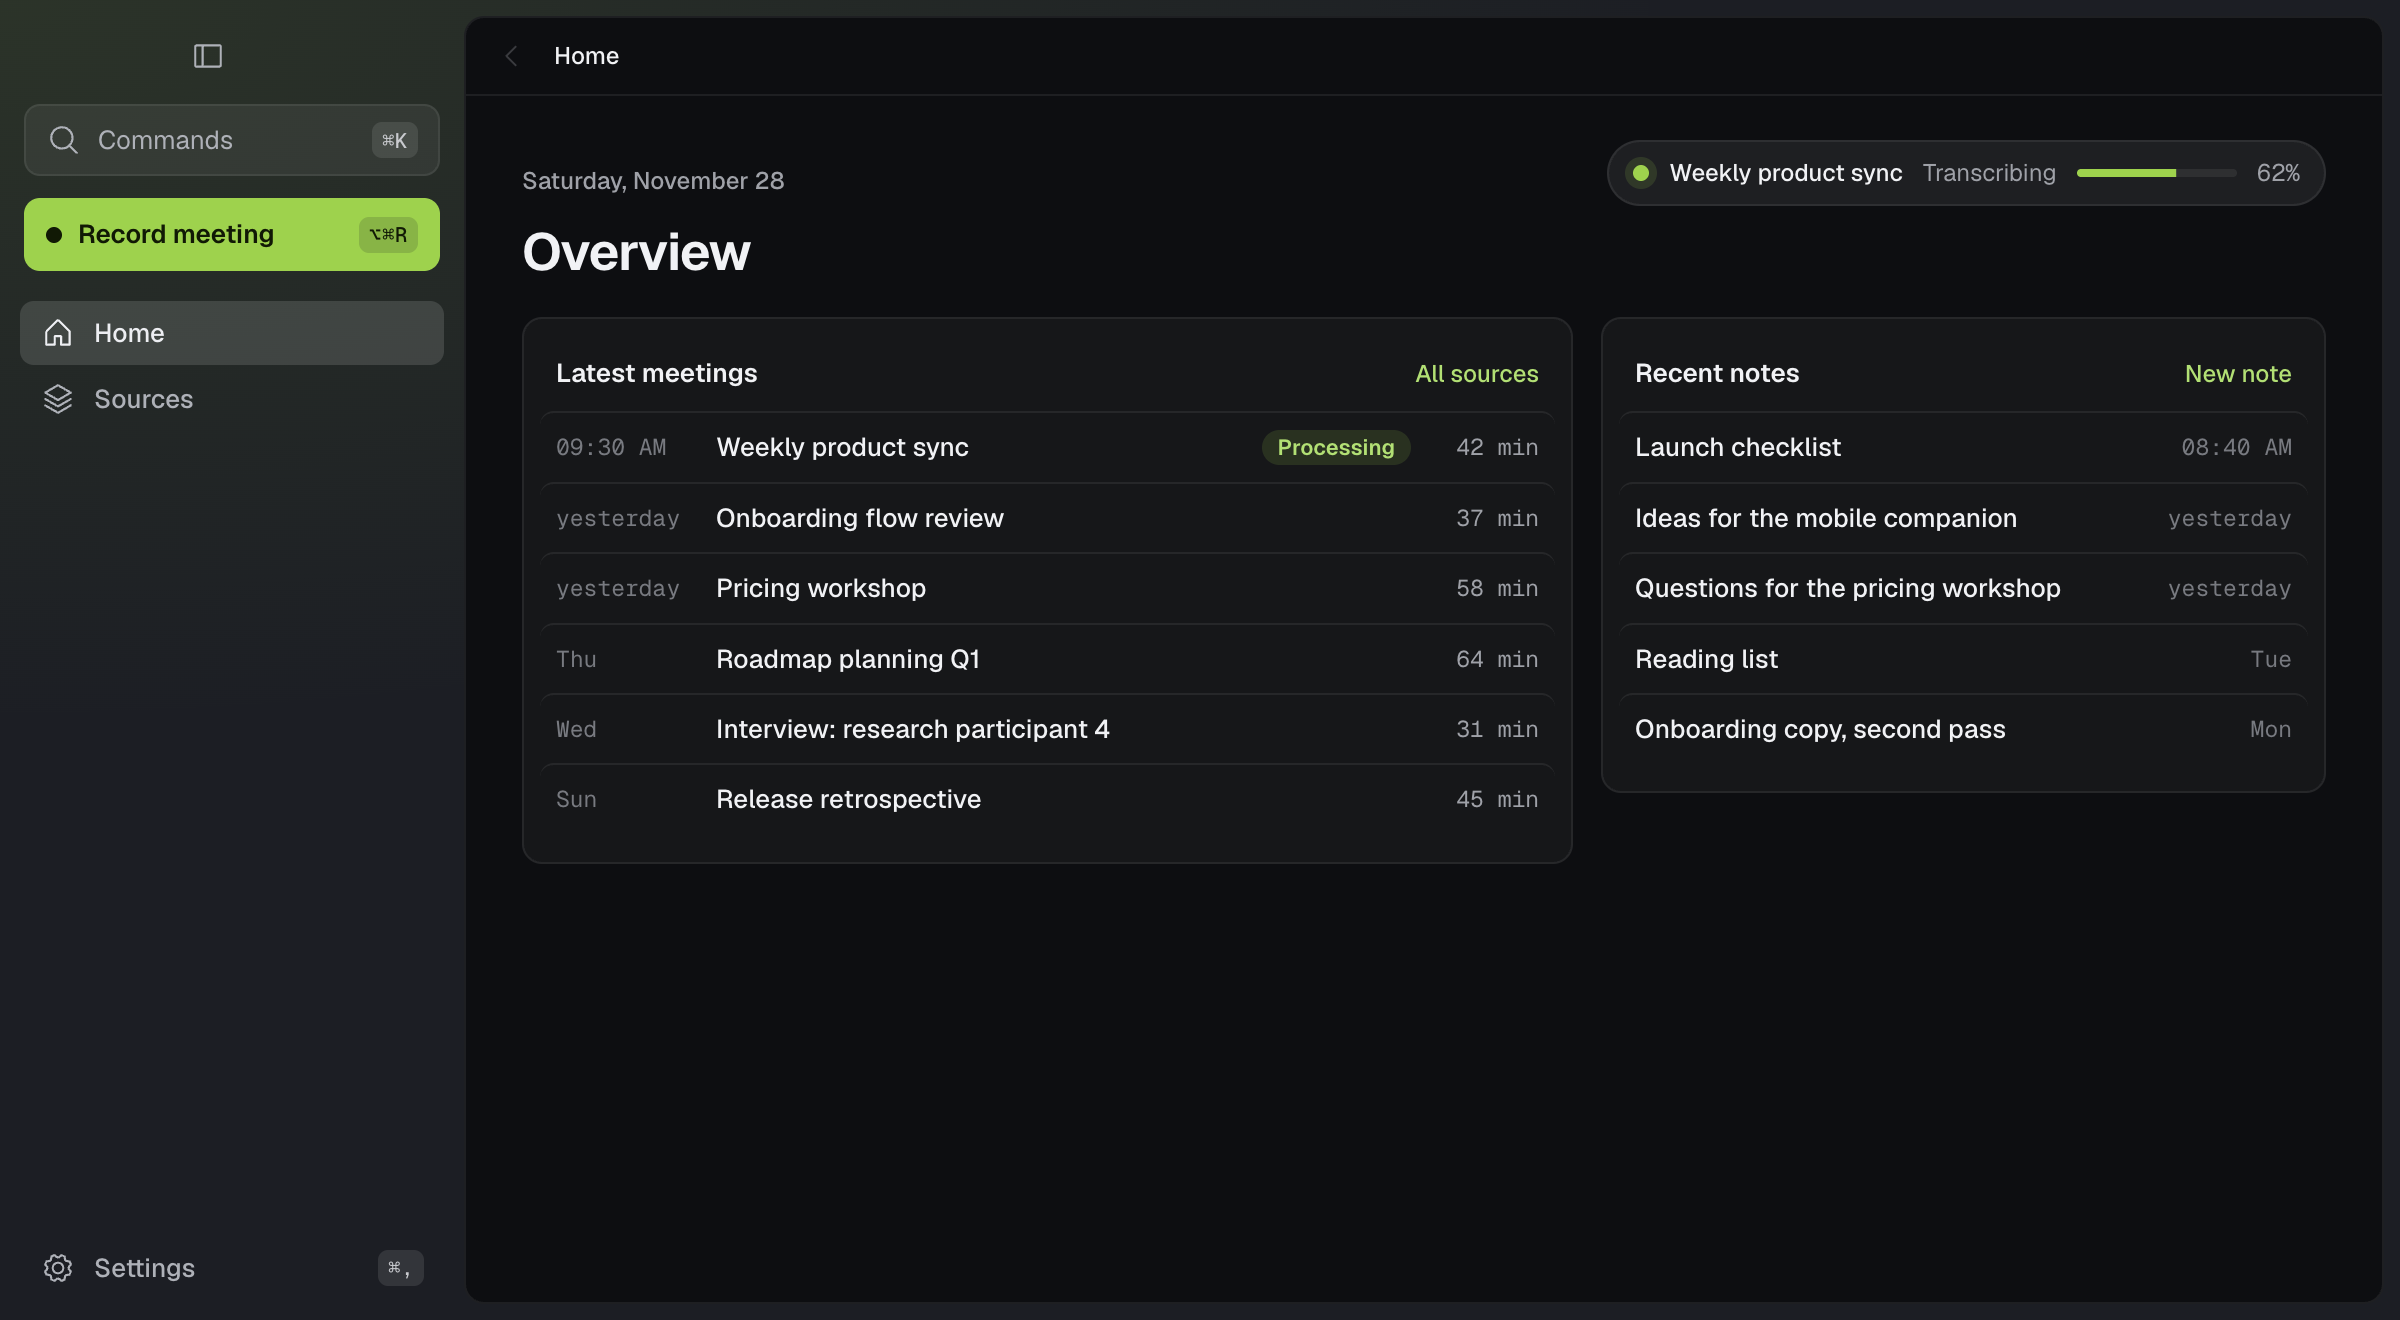 Commands ⌘K
Record meeting ⌥⌘R
Home
Sources
Settings ⌘,
Home
Saturday, November 28
Weekly product sync Transcribing 62%
Overview
Latest meetings All sources
09:30 AM Weekly product sync Processing 42 min
yesterday Onboarding flow review 37 min
yesterday Pricing workshop 58 min
Thu Roadmap planning Q1 64 min
Wed Interview: research participant 4 31 min
Sun Release retrospective 45 min
Recent notes New note
Launch checklist 08:40 AM
Ideas for the mobile companion yesterday
Questions for the pricing workshop yesterday
Reading list Tue
Onboarding copy, second pass Mon